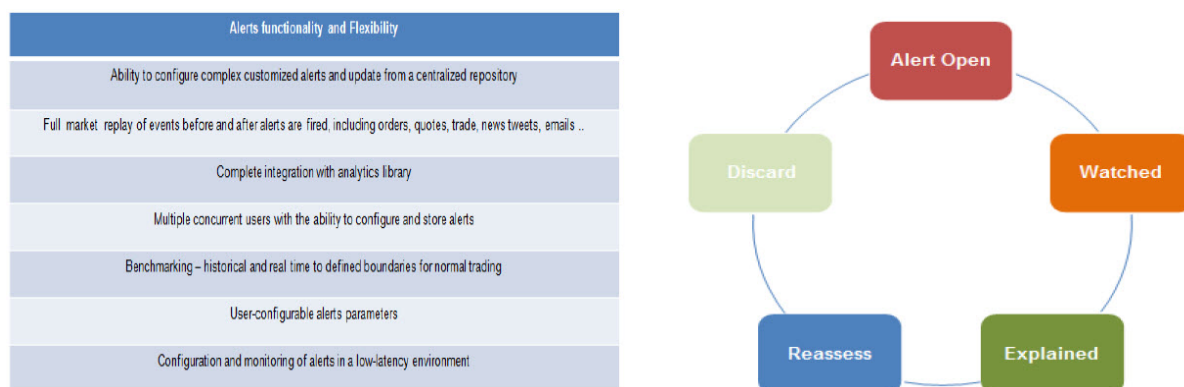 Alerts functionality and Flexibility
Ability to configure complex customized alerts and update from a centralized repository
Full market replay of events before and after alerts are fired, including orders, quotes, trade, news tweets, emails ..
Complete integration with analytics library
Multiple concurrent users with the ability to configure and store alerts
Benchmarking – historical and real time to defined boundaries for normal trading
User-configurable alerts parameters
Configuration and monitoring of alerts in a low-latency environment
Alert Open
Watched
Explained
Reassess
Discard